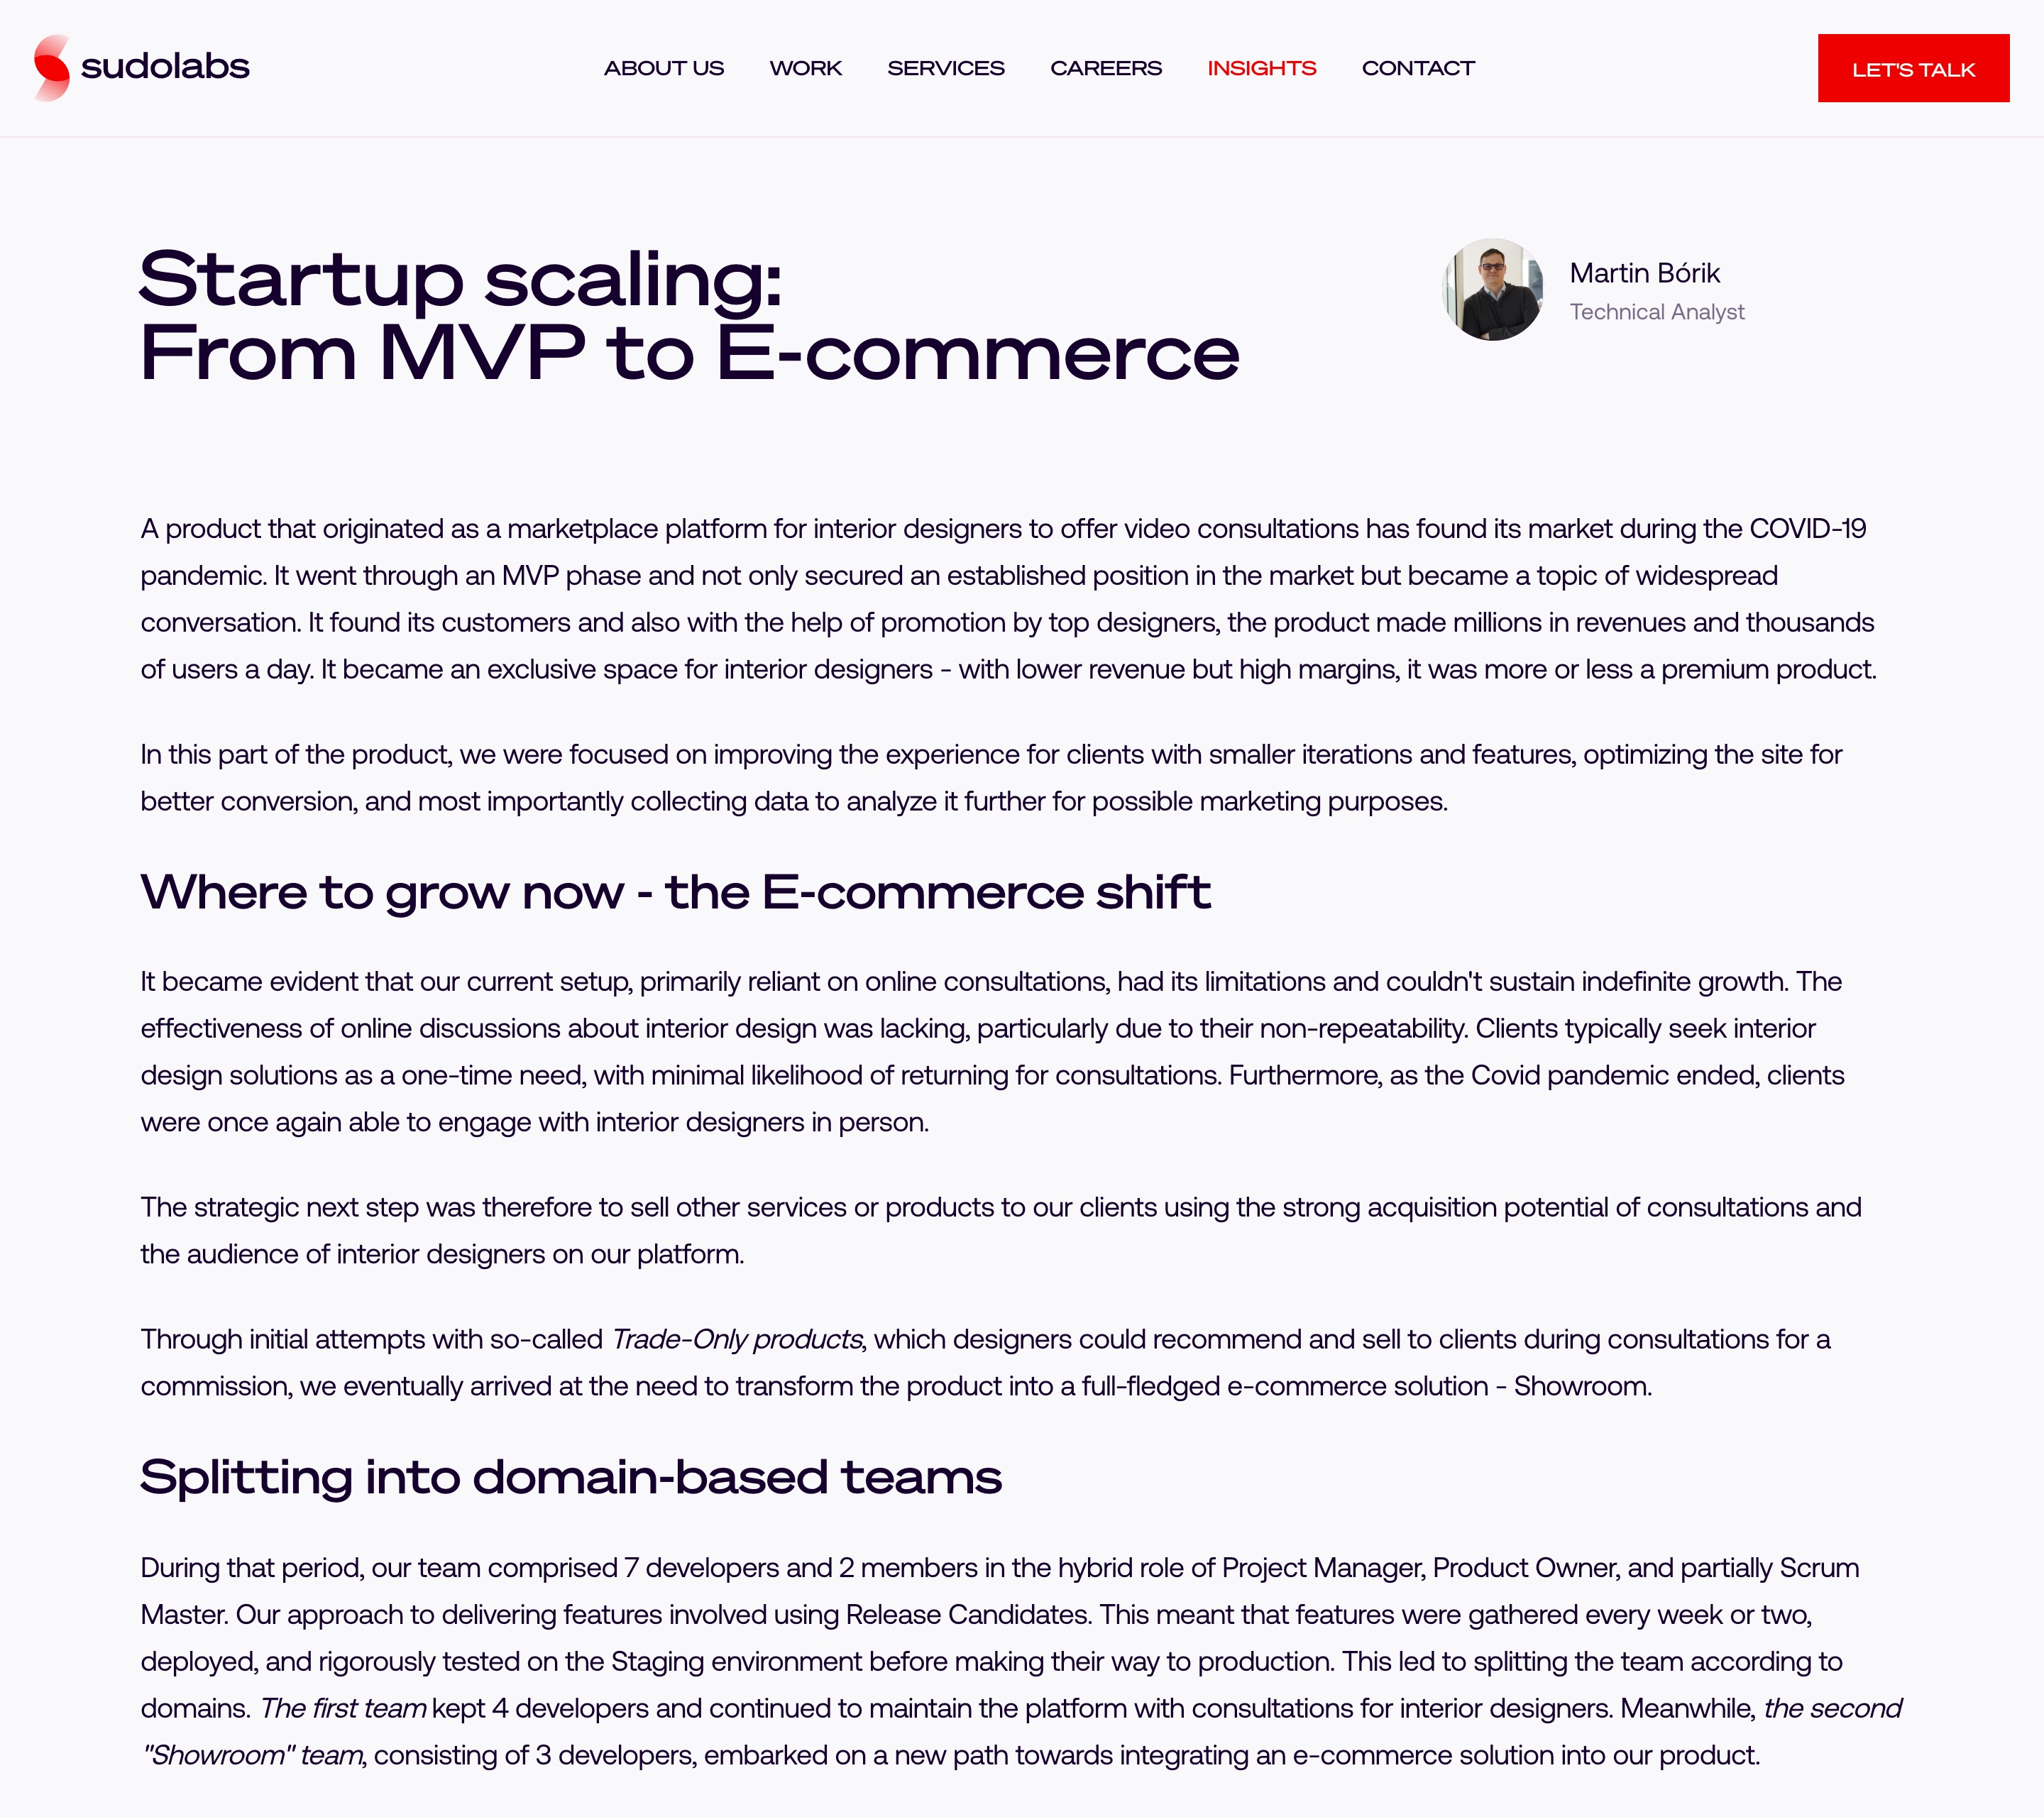 sudolabs
ABOUT US
WORK
SERVICES
CAREERS
INSIGHTS
CONTACT
LET'S TALK
Startup scaling:
From MVP to E-commerce
Martin Bórik
Technical Analyst
A product that originated as a marketplace platform for interior designers to offer video consultations has found its market during the COVID-19
pandemic. It went through an MVP phase and not only secured an established position in the market but became a topic of widespread
conversation. It found its customers and also with the help of promotion by top designers, the product made millions in revenues and thousands
of users a day. It became an exclusive space for interior designers - with lower revenue but high margins, it was more or less a premium product.
In this part of the product, we were focused on improving the experience for clients with smaller iterations and features, optimizing the site for
better conversion, and most importantly collecting data to analyze it further for possible marketing purposes.
Where to grow now - the E-commerce shift
It became evident that our current setup, primarily reliant on online consultations, had its limitations and couldn't sustain indefinite growth. The
effectiveness of online discussions about interior design was lacking, particularly due to their non-repeatability. Clients typically seek interior
design solutions as a one-time need, with minimal likelihood of returning for consultations. Furthermore, as the Covid pandemic ended, clients
were once again able to engage with interior designers in person.
The strategic next step was therefore to sell other services or products to our clients using the strong acquisition potential of consultations and
the audience of interior designers on our platform.
Through initial attempts with so-called Trade-Only products, which designers could recommend and sell to clients during consultations for a
commission, we eventually arrived at the need to transform the product into a full-fledged e-commerce solution - Showroom.
Splitting into domain-based teams
During that period, our team comprised 7 developers and 2 members in the hybrid role of Project Manager, Product Owner, and partially Scrum
Master. Our approach to delivering features involved using Release Candidates. This meant that features were gathered every week or two,
deployed, and rigorously tested on the Staging environment before making their way to production. This led to splitting the team according to
domains. The first team kept 4 developers and continued to maintain the platform with consultations for interior designers. Meanwhile, the second
"Showroom" team, consisting of 3 developers, embarked on a new path towards integrating an e-commerce solution into our product.